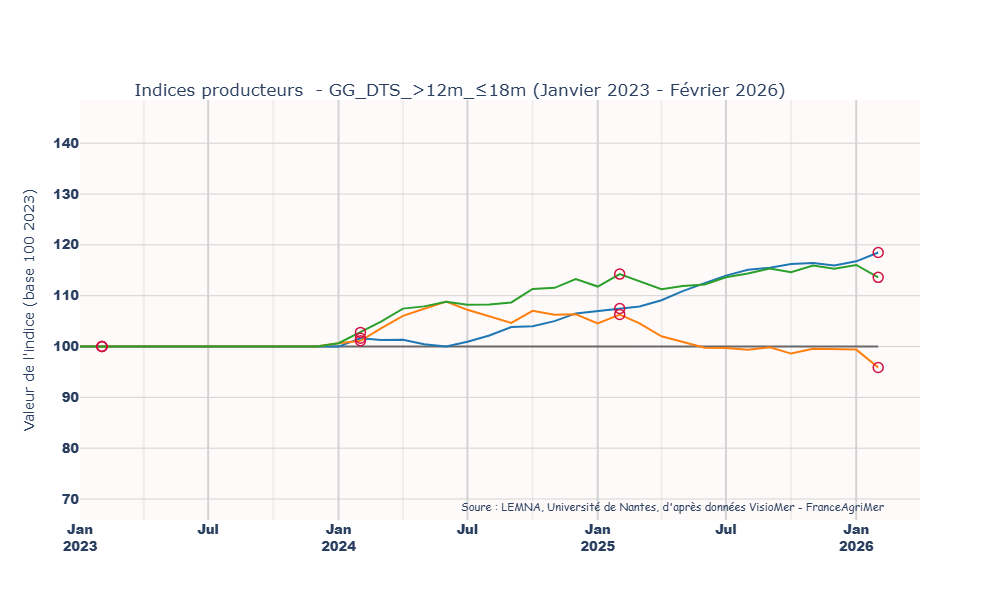 Indices producteurs - GG_DTS_>12m_≤18m (Janvier 2023 - Février 2026)
Valeur de l'indice (base 100 2023)
140
130
120
110
100
90
80
70
Soure : LEMNA, Université de Nantes, d'après données VisioMer - FranceAgriMer
Jan Jul Jan Jul Jan Jul Jan
2023 2024 2025 2026